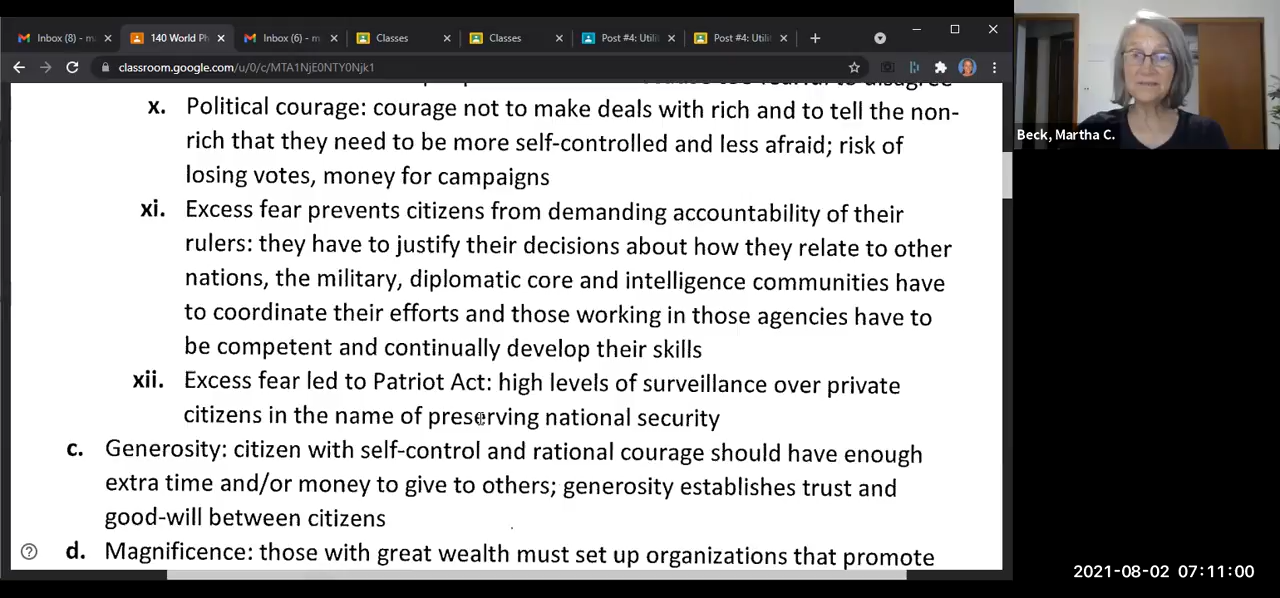 Inbox (8) - m
140 World Ph
Inbox (6) - m
Classes
Classes
Post #4: Utili
Post #4: Utili
classroom.google.com/u/0/c/MTA1NjE0NTY0Njk1
to disagree
x. Political courage: courage not to make deals with rich and to tell the non-
rich that they need to be more self-controlled and less afraid; risk of
losing votes, money for campaigns
xi. Excess fear prevents citizens from demanding accountability of their
rulers: they have to justify their decisions about how they relate to other
nations, the military, diplomatic core and intelligence communities have
to coordinate their efforts and those working in those agencies have to
be competent and continually develop their skills
xii. Excess fear led to Patriot Act: high levels of surveillance over private
citizens in the name of preserving national security
c. Generosity: citizen with self-control and rational courage should have enough
extra time and/or money to give to others; generosity establishes trust and
good-will between citizens
d. Magnificence: those with great wealth must set up organizations that promote
Beck, Martha C.
2021-08-02 07:11:00